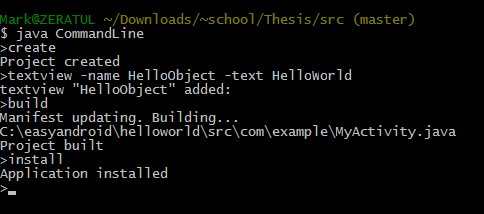 Mark@ZERATUL ~/Downloads/~school/Thesis/src (master)
$ java CommandLine
>create
Project created
>textview -name HelloObject -text HelloWorld
textview "HelloObject" added:
>build
Manifest updating. Building...
C:\easyandroid\helloworld\src\com\example\MyActivity.java
Project built
>install
Application installed
>